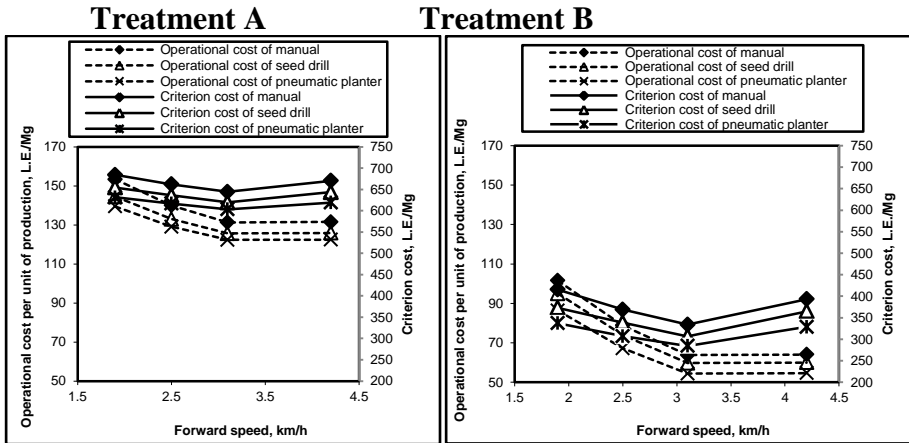 Treatment A
Treatment B
Operational cost of manual
Operational cost of seed drill
Operational cost of pneumatic planter
Criterion cost of manual
Criterion cost of seed drill
Criterion cost of pneumatic planter
Operational cost per unit of production, L.E./Mg
170
150
130
110
90
70
50
750
700
650
600
550
500
450
400
350
300
250
200
Criterion cost, L.E./Mg
1.5
2.5
3.5
4.5
Forward speed, km/h
Operational cost of manual
Operational cost of seed drill
Operational cost of pneumatic planter
Criterion cost of manual
Criterion cost of seed drill
Criterion cost of pneumatic planter
Operational cost per unit of production, L.E./Mg
170
150
130
110
90
70
50
750
700
650
600
550
500
450
400
350
300
250
200
Criterion cost, L.E./Mg
1.5
2
2.5
3
3.5
4
4.5
Forward speed, km/h